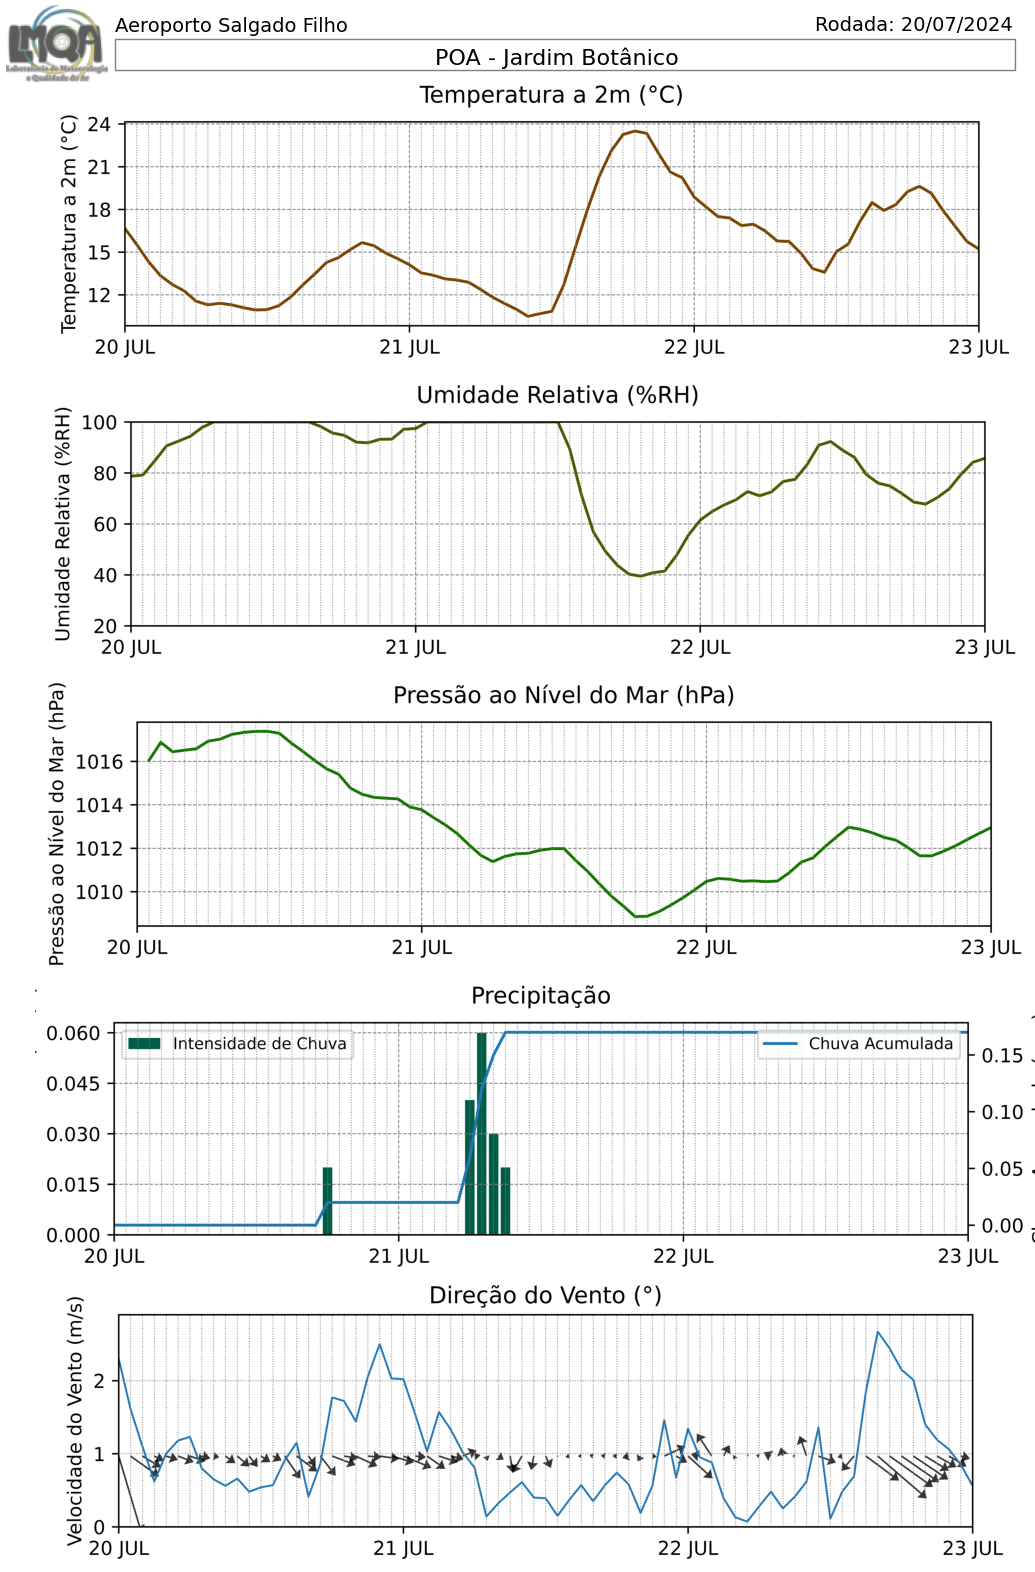 LMQA
Laboratório de Meteorologia
e Qualidade do Ar
Aeroporto Salgado Filho
Rodada: 20/07/2024
POA - Jardim Botânico
Temperatura a 2m (°C)
Temperatura a 2m (°C)
24
21
18
15
12
20 JUL
21 JUL
22 JUL
23 JUL
Umidade Relativa (%RH)
Umidade Relativa (%RH)
100
80
60
40
20
20 JUL
21 JUL
22 JUL
23 JUL
Pressão ao Nível do Mar (hPa)
Pressão ao Nível do Mar (hPa)
1016
1014
1012
1010
20 JUL
21 JUL
22 JUL
23 JUL
Precipitação
0.060
0.045
0.030
0.015
0.000
Intensidade de Chuva
Chuva Acumulada
0.15
0.10
0.05
0.00
20 JUL
21 JUL
22 JUL
23 JUL
Direção do Vento (°)
Velocidade do Vento (m/s)
2
1
0
20 JUL
21 JUL
22 JUL
23 JUL